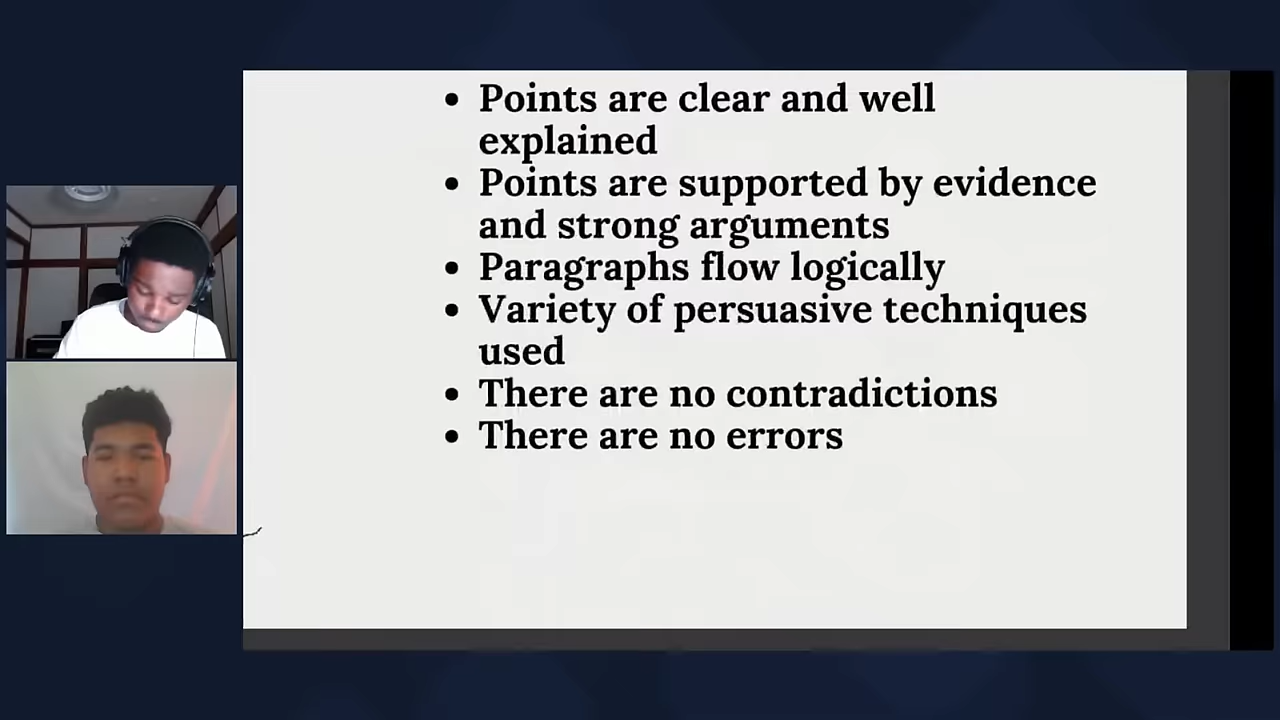 • Points are clear and well
explained
• Points are supported by evidence
and strong arguments
• Paragraphs flow logically
• Variety of persuasive techniques
used
• There are no contradictions
• There are no errors